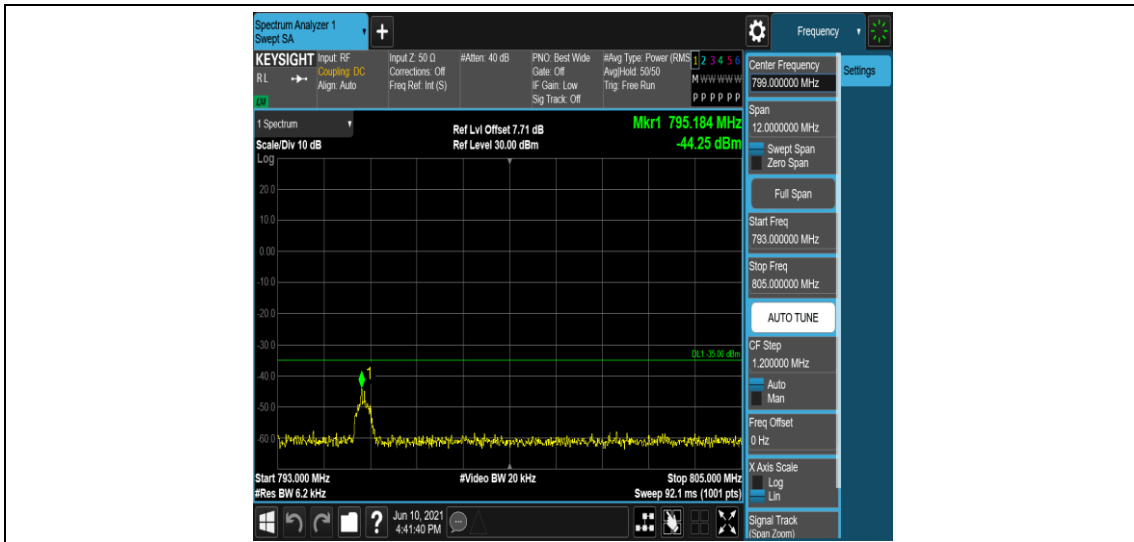 Spectrum Analyzer 1
Swept SA
Frequency
KEYSIGHT
RL
LXI
Input: RF
Coupling: DC
Align: Auto
Input Z: 50 Ω
Corrections: Off
Freq Ref: Int (S)
#Atten: 40 dB
PNO: Best Wide
Gate: Off
IF Gain: Low
Sig Track: Off
#Avg Type: Power (RMS
Avg|Hold: 50/50
Trig: Free Run
1 2 3 4 5 6
M W W W W W
P P P P P P
1 Spectrum
Scale/Div 10 dB
Log
Ref Lvl Offset 7.71 dB
Ref Level 30.00 dBm
Mkr1 795.184 MHz
-44.25 dBm
20.0
10.0
0.00
-10.0
-20.0
-30.0
DL1 -35.00 dBm
-40.0
1
-50.0
-60.0
Start 793.000 MHz
#Res BW 6.2 kHz
#Video BW 20 kHz
Stop 805.000 MHz
Sweep 92.1 ms (1001 pts)
Jun 10, 2021
4:41:40 PM
Center Frequency
799.000000 MHz
Settings
Span
12.0000000 MHz
Swept Span
Zero Span
Full Span
Start Freq
793.000000 MHz
Stop Freq
805.000000 MHz
AUTO TUNE
CF Step
1.200000 MHz
Auto
Man
Freq Offset
0 Hz
X Axis Scale
Log
Lin
Signal Track
(Span Zoom)